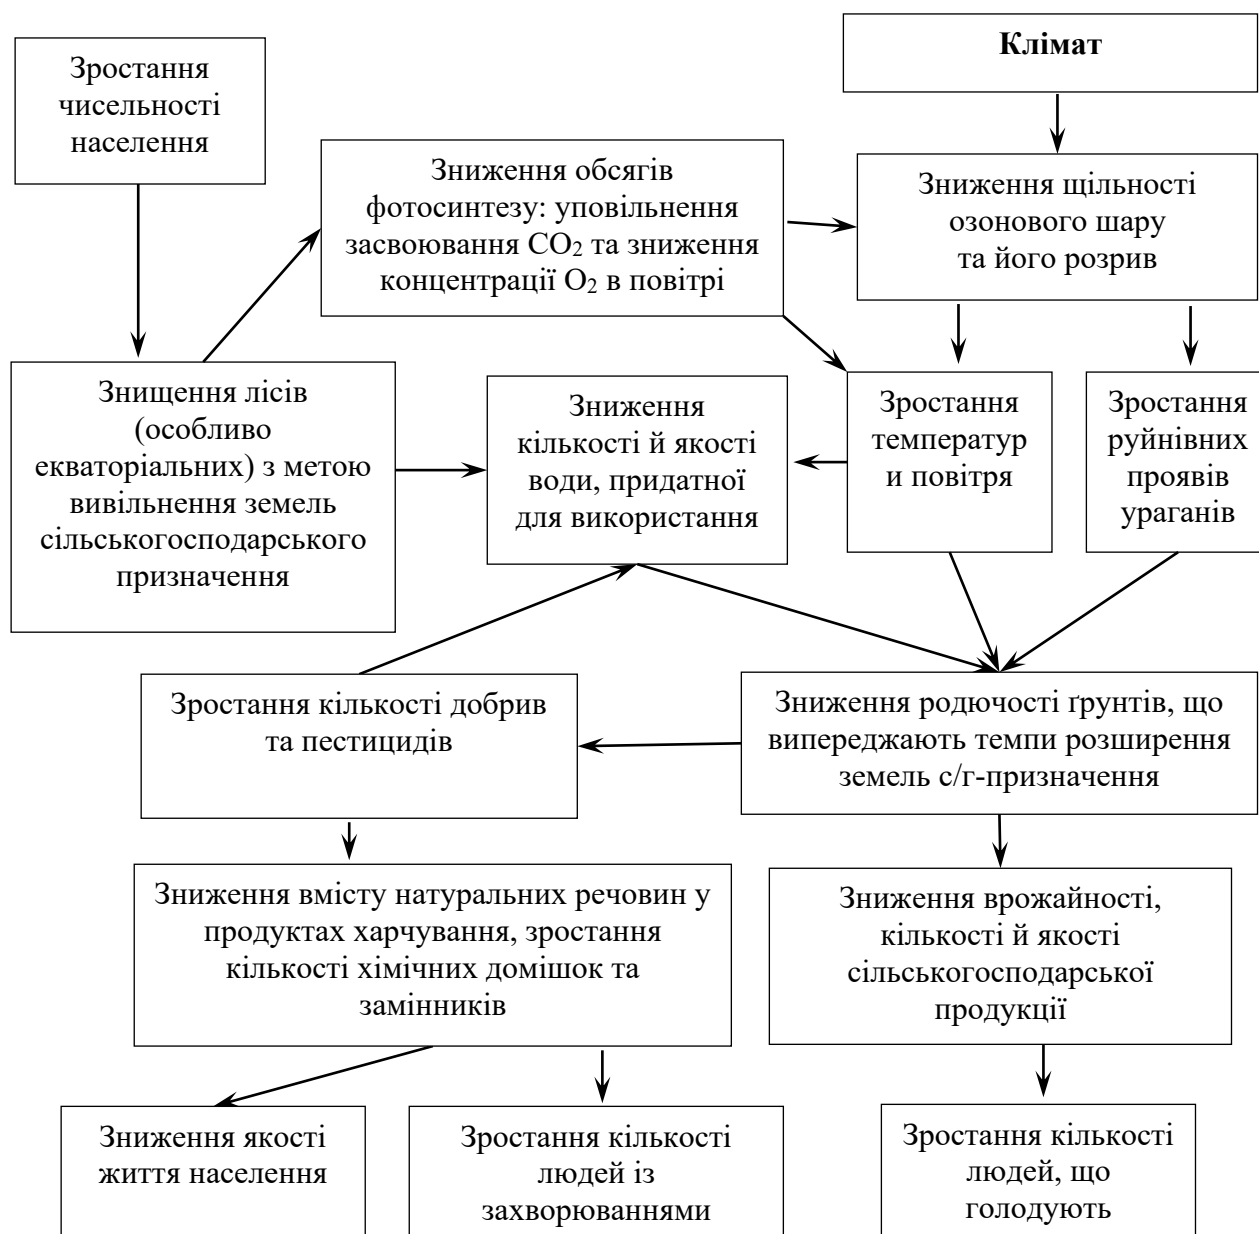 Клімат
Зростання
чисельності
населення
Зниження обсягів
фотосинтезу: уповільнення
засвоювання СО₂ та зниження
концентрації О₂ в повітрі
Зниження щільності
озонового шару
та його розрив
Знищення лісів
(особливо
екваторіальних) з метою
вивільнення земель
сільськогосподарського
призначення
Зниження
кількості й якості
води, придатної
для використання
Зростання
температур
и повітря
Зростання
руйнівних
проявів
ураганів
Зростання кількості добрив
та пестицидів
Зниження родючості ґрунтів, що
випереджають темпи розширення
земель с/г-призначення
Зниження вмісту натуральних речовин у
продуктах харчування, зростання
кількості хімічних домішок та
замінників
Зниження врожайності,
кількості й якості
сільськогосподарської
продукції
Зниження якості
життя населення
Зростання кількості
людей із
захворюваннями
Зростання кількості
людей, що
голодують